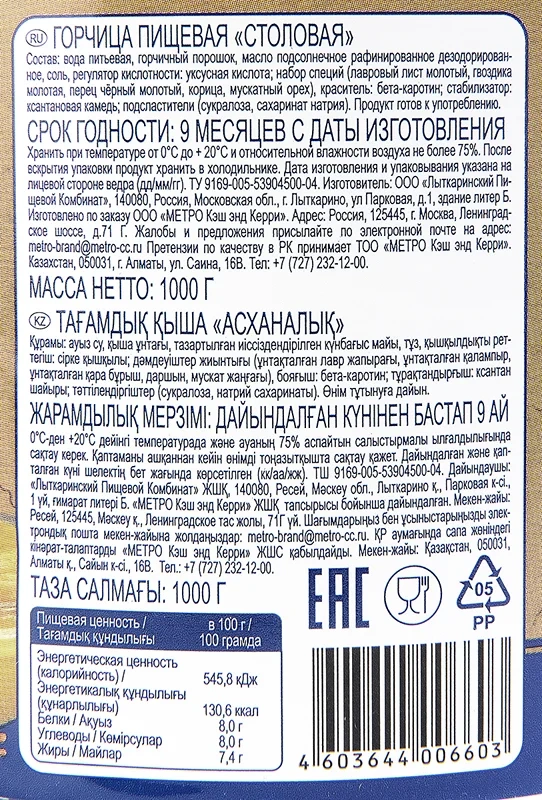 RU ГОРЧИЦА ПИЩЕВАЯ «СТОЛОВАЯ»
Состав: вода питьевая, горчичный порошок, масло подсолнечное рафинированное дезодорирован-
ное, соль, регулятор кислотности: уксусная кислота; набор специй (лавровый лист молотый, гвоздика
молотая, перец чёрный молотый, корица, мускатный орех), краситель: бета-каротин; стабилизатор:
ксантановая камедь; подсластители (сукралоза, сахаринат натрия). Продукт готов к употреблению.
СРОК ГОДНОСТИ: 9 МЕСЯЦЕВ С ДАТЫ ИЗГОТОВЛЕНИЯ
Хранить при температуре от 0°С до + 20°С и относительной влажности воздуха не более 75%. После
вскрытия упаковки продукт хранить в холодильнике. Дата изготовления и упаковывания указана на
лицевой стороне ведра (дд/мм/гг). ТУ 9169-005-53904500-04. Изготовитель: ООО «Лыткаринский Пи-
щевой Комбинат», 140080, Россия, Московская обл., г. Лыткарино, ул Парковая, д.1, здание литер Б.
Изготовлено по заказу ООО «МЕТРО Кэш энд Керри». Адрес: Россия, 125445, г. Москва, Ленинград-
ское шоссе, д.71 Г. Жалобы и предложения присылайте по электронной почте на адрес:
metro-brand@metro-cc.ru Претензии по качеству в РК принимает ТОО «МЕТРО Кэш энд Керри».
Казахстан, 050031, г. Алматы, ул. Саина, 16В. Тел: +7 (727) 232-12-00.
МАССА НЕТТО: 1000 Г
KZ ТАҒАМДЫҚ ҚЫША «АСХАНАЛЫҚ»
Құрамы: ауыз су, қыша ұнтағы, тазартылған иіссіздендірілген күнбағыс майы, тұз, қышқылдықты рет-
тегіш: сірке қышқылы; дәмдеуіштер жиынтығы (ұнтақталған лавр жапырағы, ұнтақталған қалампыр,
ұнтақталған қара бұрыш, даршын, мускат жаңғағы), бояғыш: бета-каротин; тұрақтандырғыш: ксантан
шайыры; тәттілендіргіштер (сукралоза, натрий сахаринаты). Өнім тұтынуға дайын.
ЖАРАМДЫЛЫҚ МЕРЗІМІ: ДАЙЫНДАЛҒАН КҮНІНЕН БАСТАП 9 АЙ
0°С-ден +20°С дейінгі температурада және ауаның 75% аспайтын салыстырмалы ылғалдылығында
сақтау керек. Қаптаманы ашқаннан кейін өнімді тоңазытқышта сақтау қажет. Дайындалған және қап-
талған күні шелектің бет жағында көрсетілген (кк/аа/жж). ТШ 9169-005-53904500-04. Дайындаушы:
«Лыткаринский Пищевой Комбинат» ЖШҚ, 140080, Ресей, Мәскеу обл., Лыткарино қ., Парковая к-сі.,
1 үй, ғимарат литері Б. «МЕТРО Кэш энд Керри» ЖШҚ тапсырысы бойынша дайындалған. Мекен-жайы:
Ресей, 125445, Мәскеу қ., Ленинградское тас жолы, 71Г үй. Шағымдарыңыз бен ұсыныстарыңызды элек-
трондық пошта мекен-жайына жолдаңыздар: metro-brand@metro-cc.ru. ҚР аумағында сапа жөніндегі
кінәрат-талаптарды «МЕТРО Кэш энд Керри» ЖШС қабылдайды. Мекен-жайы: Қазақстан, 050031,
Алматы қ., Сайын к-сі., 16В. Тел.: +7 (727) 232-12-00.
ТАЗА САЛМАҒЫ: 1000 Г
Пищевая ценность / в 100 г /
Тағамдық құндылығы 100 грамда
Энергетическая ценность
(калорийность) / 545,8 кДж
Энергетикалық құндылығы
(құнарлылығы) 130,6 ккал
Белки / Ақуыз 8,0 г
Углеводы / Көмірсулар 8,0 г
Жиры / Майлар 7,4 г
EAC
05
PP
4 603644 006603